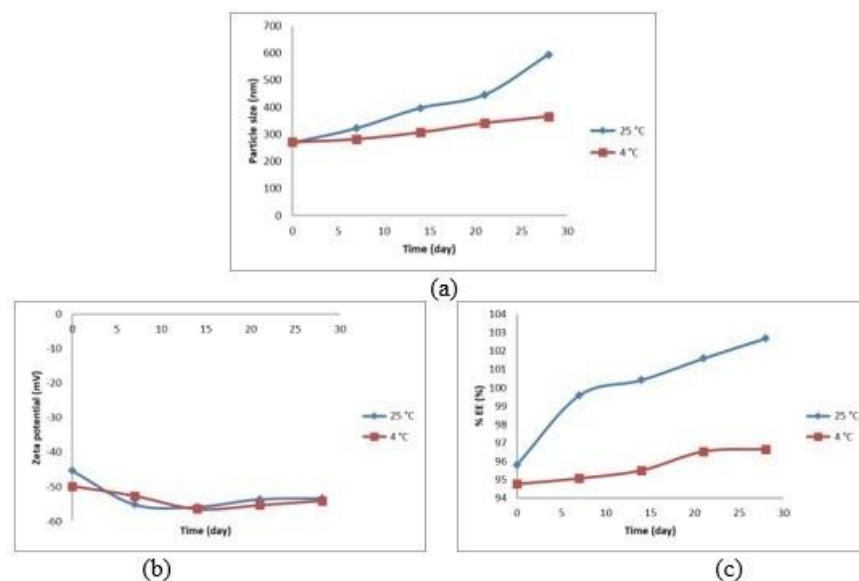 700
600
500
400
300
200
100
0
Particle size (nm)
0 5 10 15 20 25 30
Time (day)
25 °C
4 °C
(a)
0
-10
-20
-30
-40
-50
-60
Zeta potential (mV)
0 5 10 15 20 25 30
Time (day)
25 °C
4 °C
(b)
104
103
102
101
100
99
98
97
96
95
94
% EE (%)
0 5 10 15 20 25 30
Time (day)
25 °C
4 °C
(c)